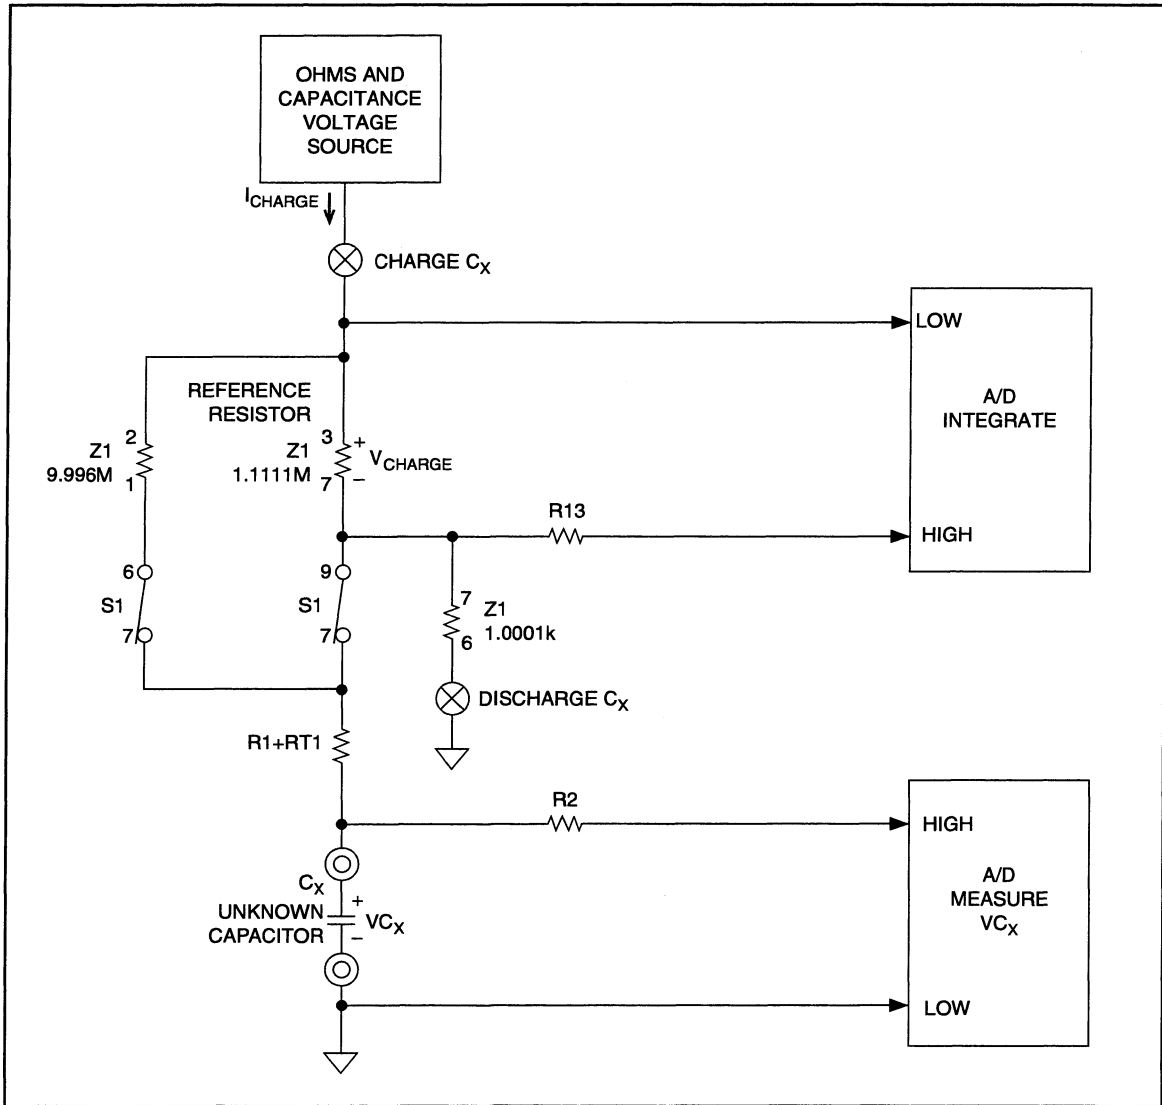 OHMS AND
CAPACITANCE
VOLTAGE
SOURCE
ICHARGE
CHARGE CX
LOW
A/D
INTEGRATE
HIGH
REFERENCE
RESISTOR
2
Z1
9.996M
1
3
+
Z1
VCHARGE
1.1111M
7
–
R13
6
S1
7
9
S1
7
7
Z1
1.0001k
6
DISCHARGE CX
R1+RT1
R2
HIGH
A/D
MEASURE
VCX
LOW
CX
+
UNKNOWN
CAPACITOR
VCX
–